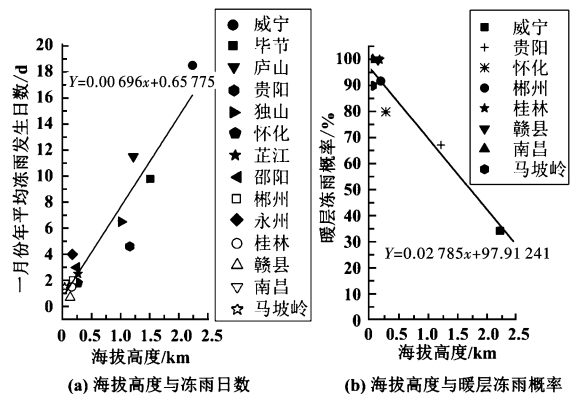 一月份年平均冻雨发生日数/d
20
18
16
14
12
10
8
6
4
2
0
Y=0.00 696x+0.65 775
0.0 0.5 1.0 1.5 2.0 2.5
海拔高度/km
威宁
毕节
庐山
贵阳
独山
怀化
芷江
邵阳
郴州
永州
桂林
赣县
南昌
马坡岭
(a) 海拔高度与冻雨日数
暖层冻雨概率/%
100
90
80
70
60
50
40
30
20
10
0
Y=0.02 785x+97.91 241
0.0 0.5 1.0 1.5 2.0 2.5
海拔高度/km
威宁
贵阳
怀化
郴州
桂林
赣县
南昌
马坡岭
(b) 海拔高度与暖层冻雨概率